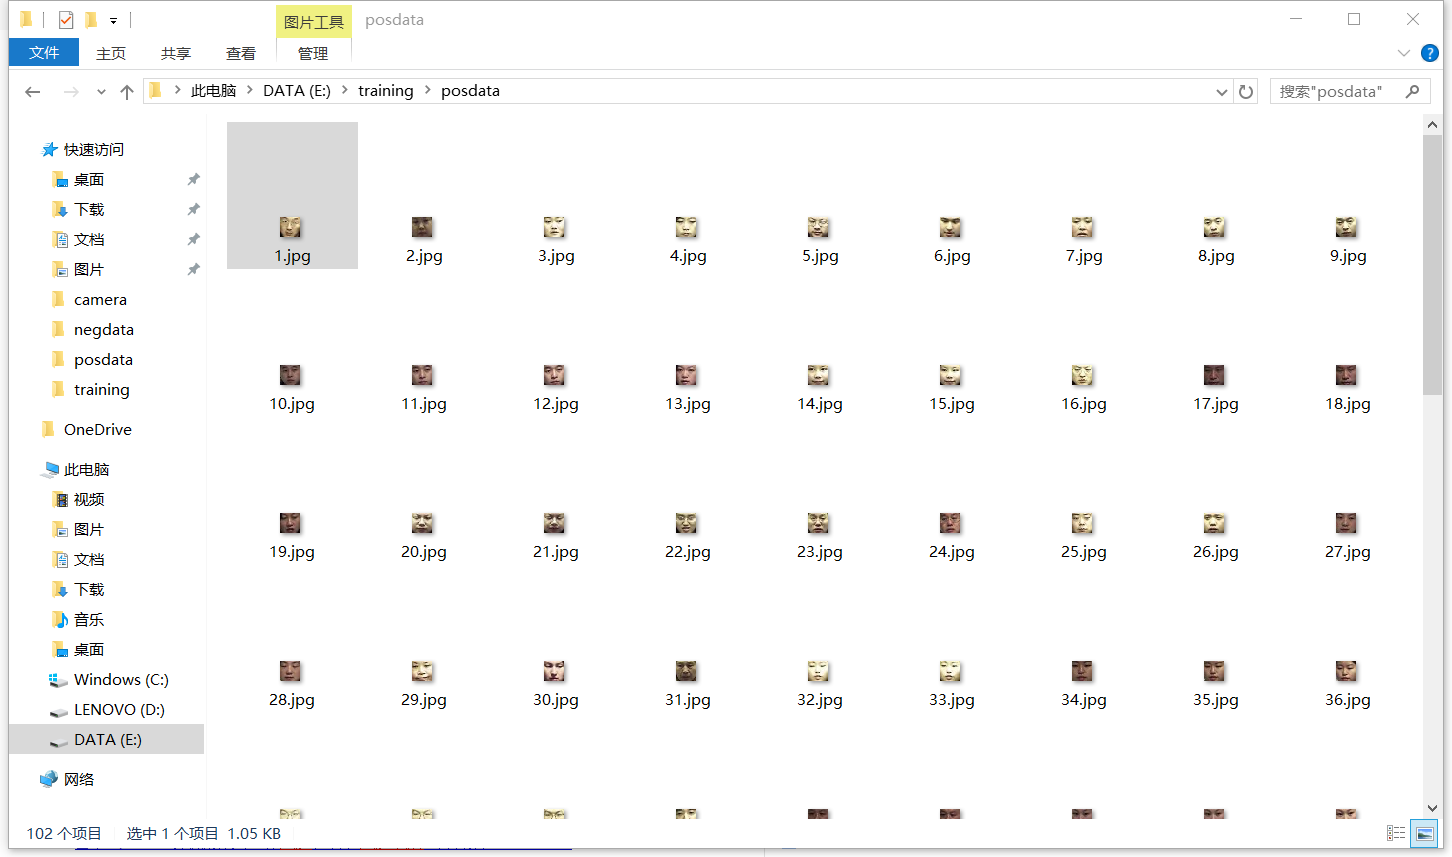 图片工具 posdata
文件 主页 共享 查看 管理
此电脑 DATA (E:) training posdata 搜索"posdata"
快速访问
桌面
下载
文档
图片
camera
negdata
posdata
training
OneDrive
此电脑
视频
图片
文档
下载
音乐
桌面
Windows (C:)
LENOVO (D:)
DATA (E:)
网络
1.jpg 2.jpg 3.jpg 4.jpg 5.jpg 6.jpg 7.jpg 8.jpg 9.jpg
10.jpg 11.jpg 12.jpg 13.jpg 14.jpg 15.jpg 16.jpg 17.jpg 18.jpg
19.jpg 20.jpg 21.jpg 22.jpg 23.jpg 24.jpg 25.jpg 26.jpg 27.jpg
28.jpg 29.jpg 30.jpg 31.jpg 32.jpg 33.jpg 34.jpg 35.jpg 36.jpg
102 个项目 选中 1 个项目 1.05 KB